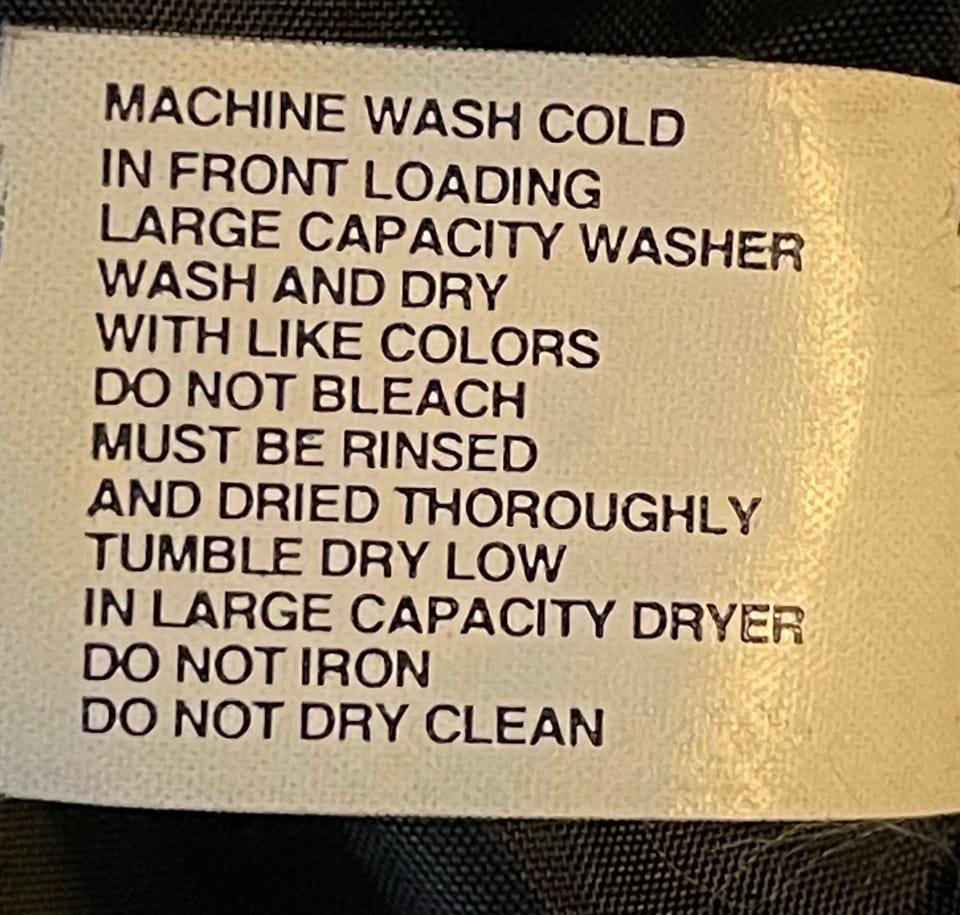 MACHINE WASH COLD
IN FRONT LOADING
LARGE CAPACITY WASHER
WASH AND DRY
WITH LIKE COLORS
DO NOT BLEACH
MUST BE RINSED
AND DRIED THOROUGHLY
TUMBLE DRY LOW
IN LARGE CAPACITY DRYER
DO NOT IRON
DO NOT DRY CLEAN